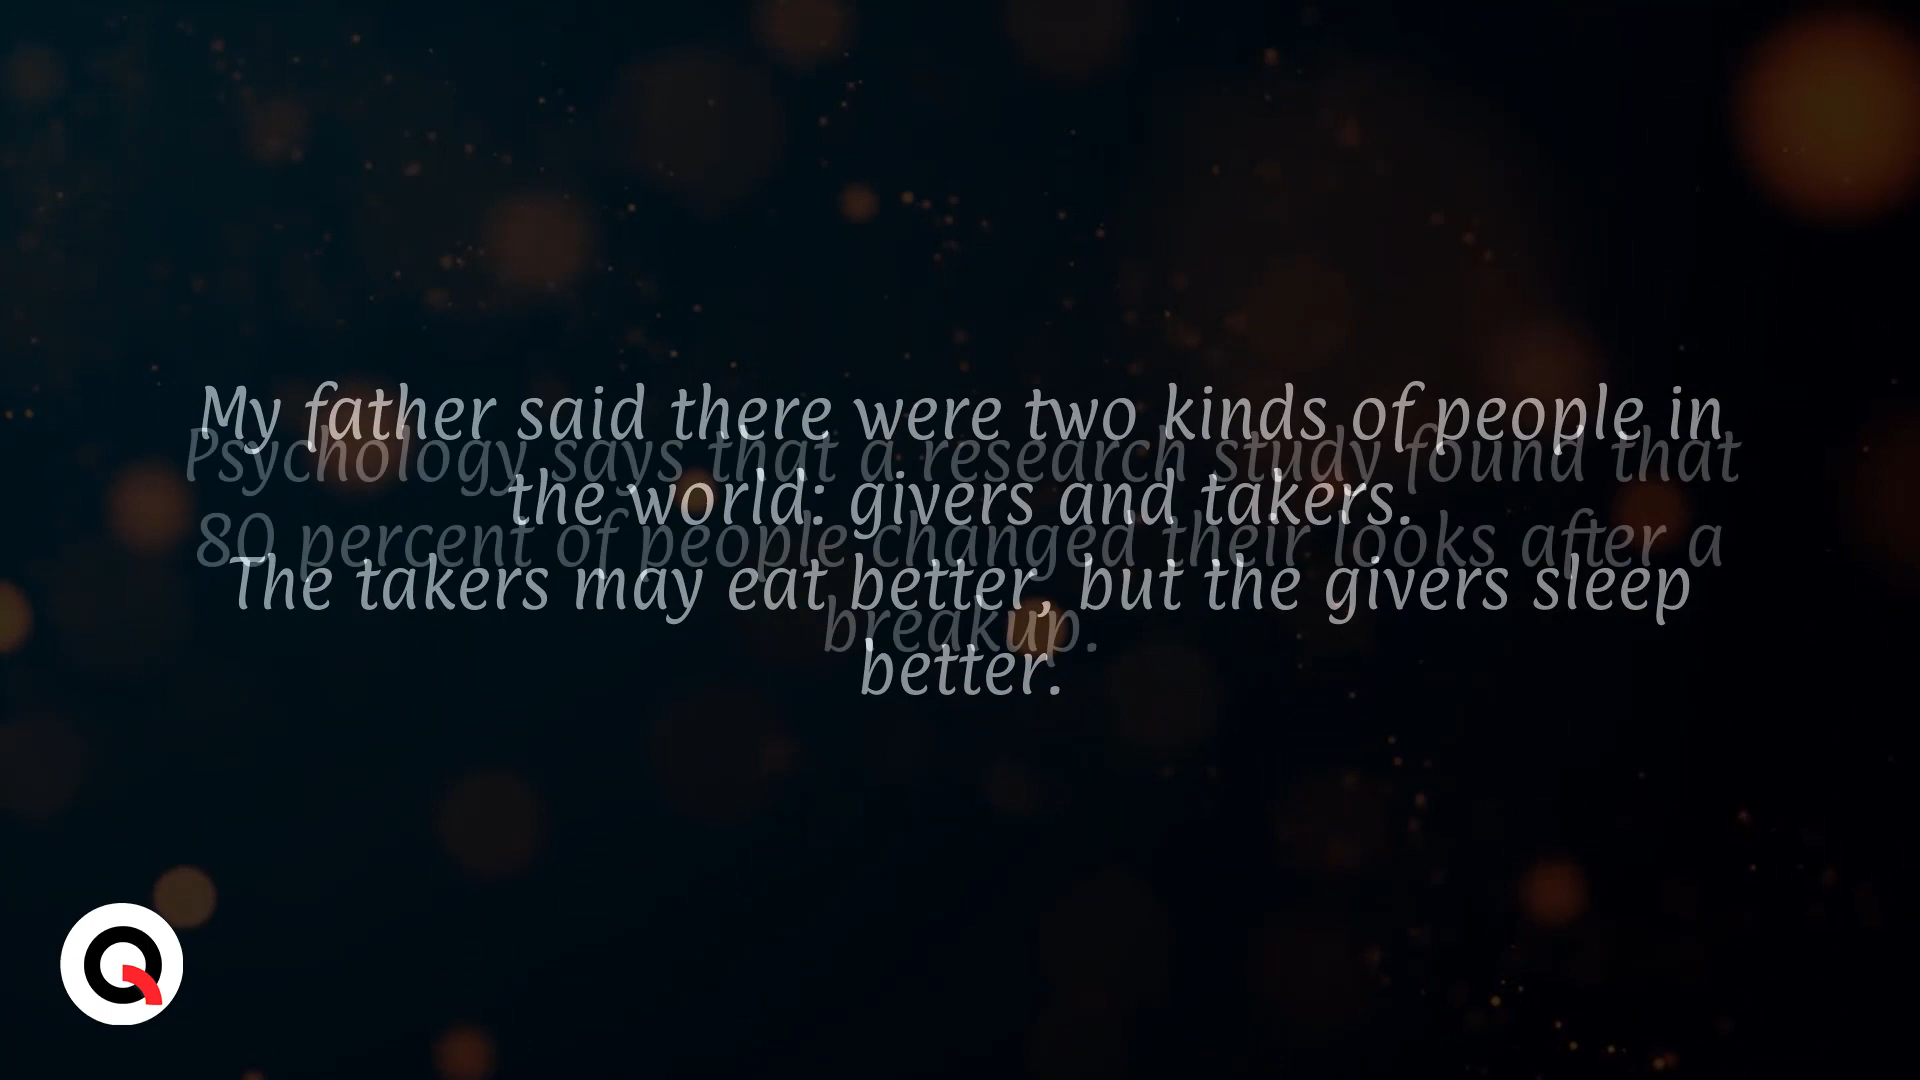 My father said there were two kinds of people in
the world: givers and takers.
The takers may eat better, but the givers sleep
better.
Psychology says that a research study found that
80 percent of people changed their looks after a
breakup.